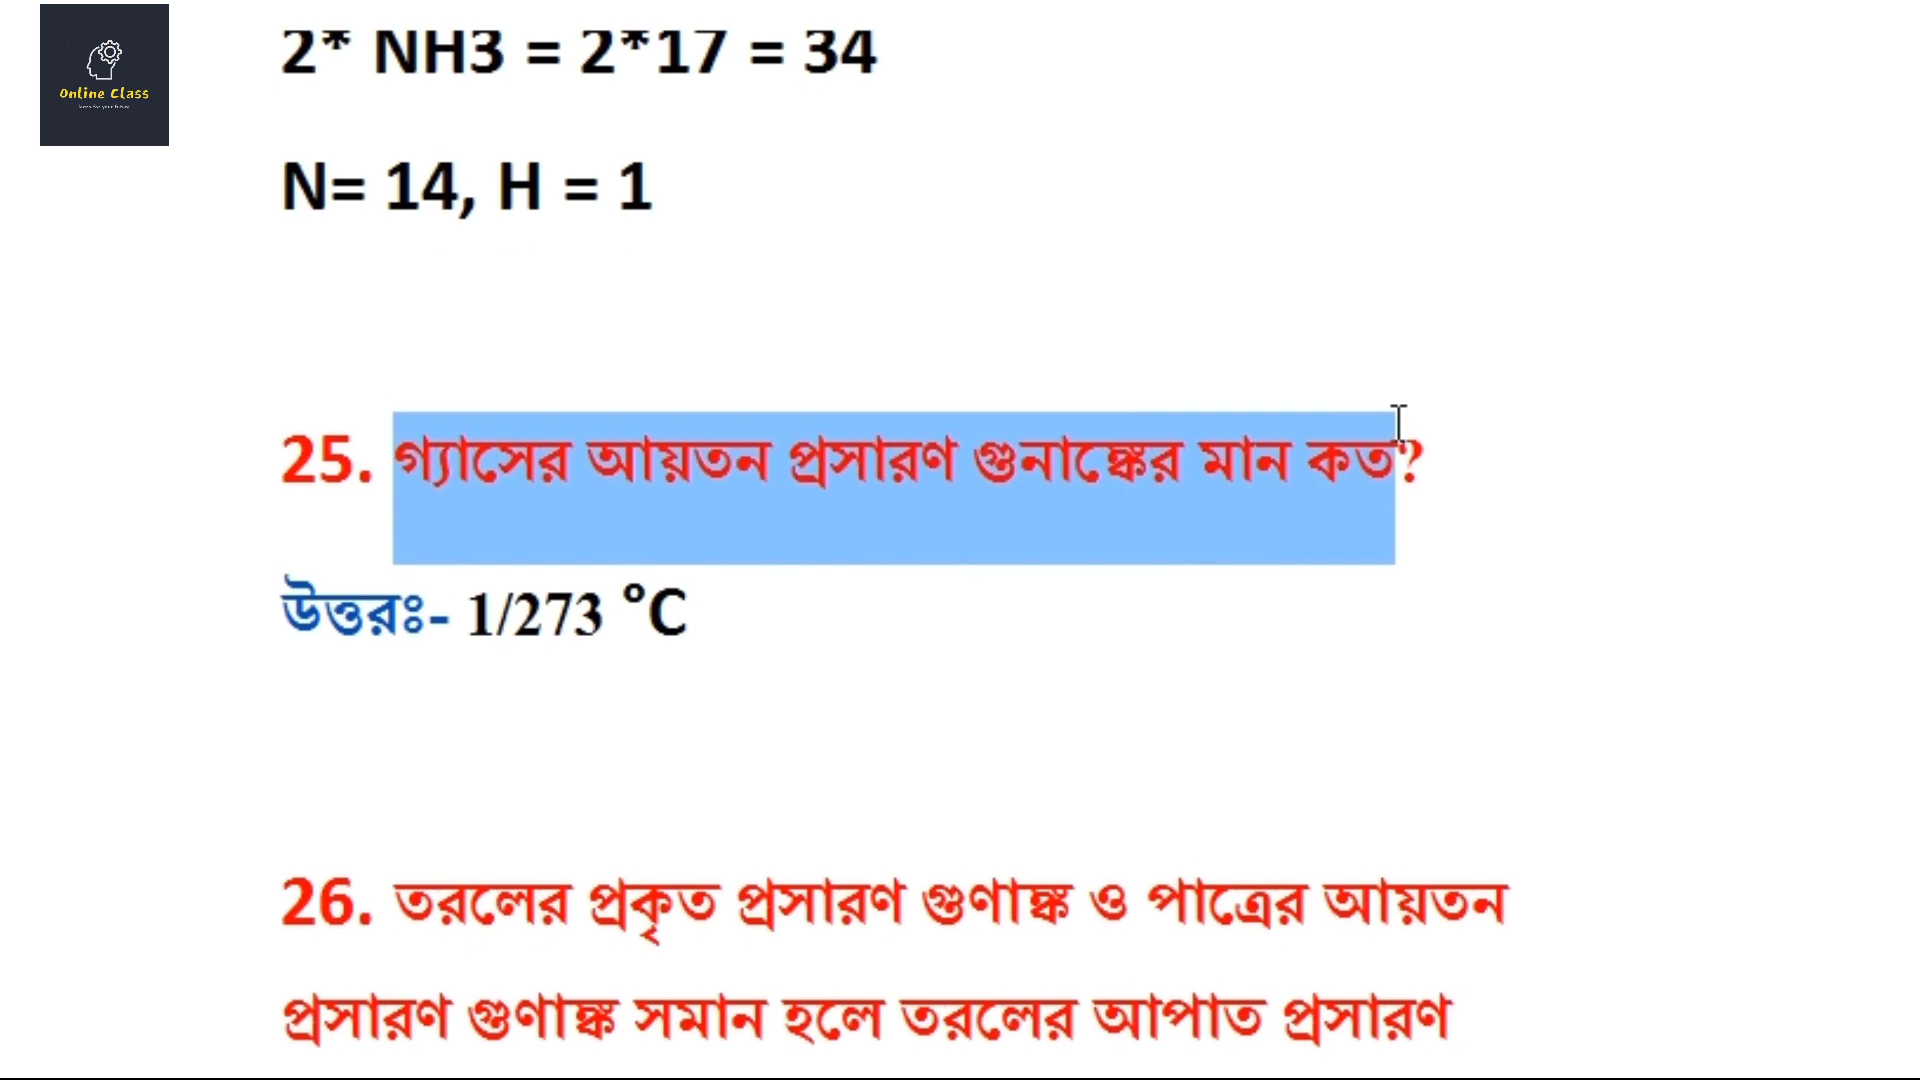 Online Class
2* NH3 = 2*17 = 34
N= 14, H = 1
25. গ্যাসের আয়তন প্রসারণ গুনাঙ্কের মান কত?
উত্তরঃ- 1/273 °C
26. তরলের প্রকৃত প্রসারণ গুণাঙ্ক ও পাত্রের আয়তন
প্রসারণ গুণাঙ্ক সমান হলে তরলের আপাত প্রসারণ